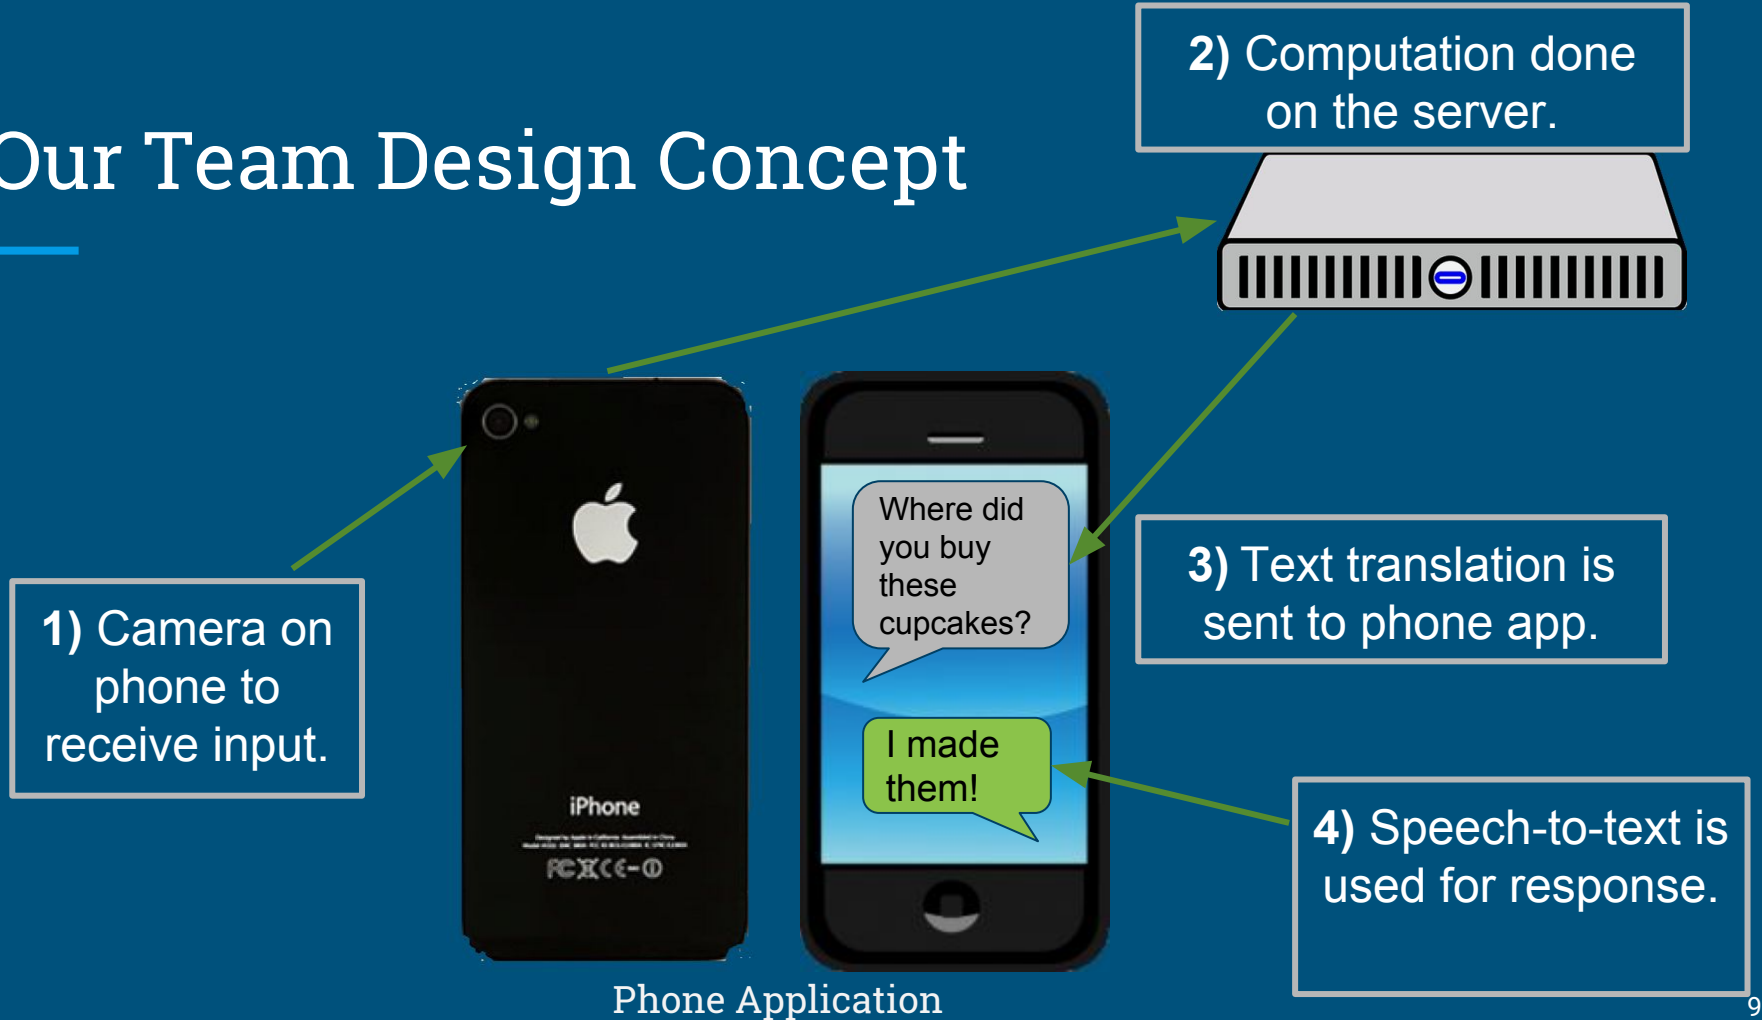 Our Team Design Concept
2) Computation done
on the server.
1) Camera on
phone to
receive input.
iPhone
Where did
you buy
these
cupcakes?
I made
them!
3) Text translation is
sent to phone app.
4) Speech-to-text is
used for response.
Phone Application
9